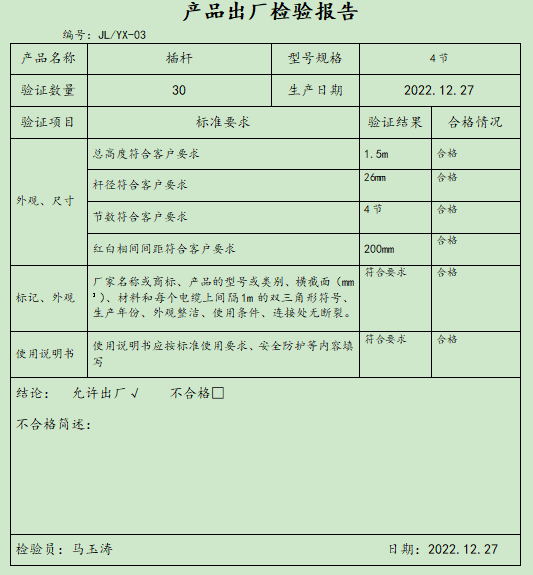 产品出厂检验报告
编号：JL/YX-03
产品名称 插杆 型号规格 4节
验证数量 30 生产日期 2022.12.27
验证项目 标准要求 验证结果 合格情况
外观、尺寸 总高度符合客户要求 1.5m 合格
杆径符合客户要求 26mm 合格
节数符合客户要求 4节 合格
红白相间间距符合客户要求 200mm 合格
标记、外观 厂家名称或商标、产品的型号或类别、横截面（mm
²）、材料和每个电缆上间隔1m的双三角形符号、
生产年份、外观整洁、使用条件、连接处无断裂。 符合要求 合格
使用说明书 使用说明书应按标准使用要求、安全防护等内容填
写 符合要求 合格
结论： 允许出厂√ 不合格□
不合格简述：
检验员：马玉涛 日期：2022.12.27